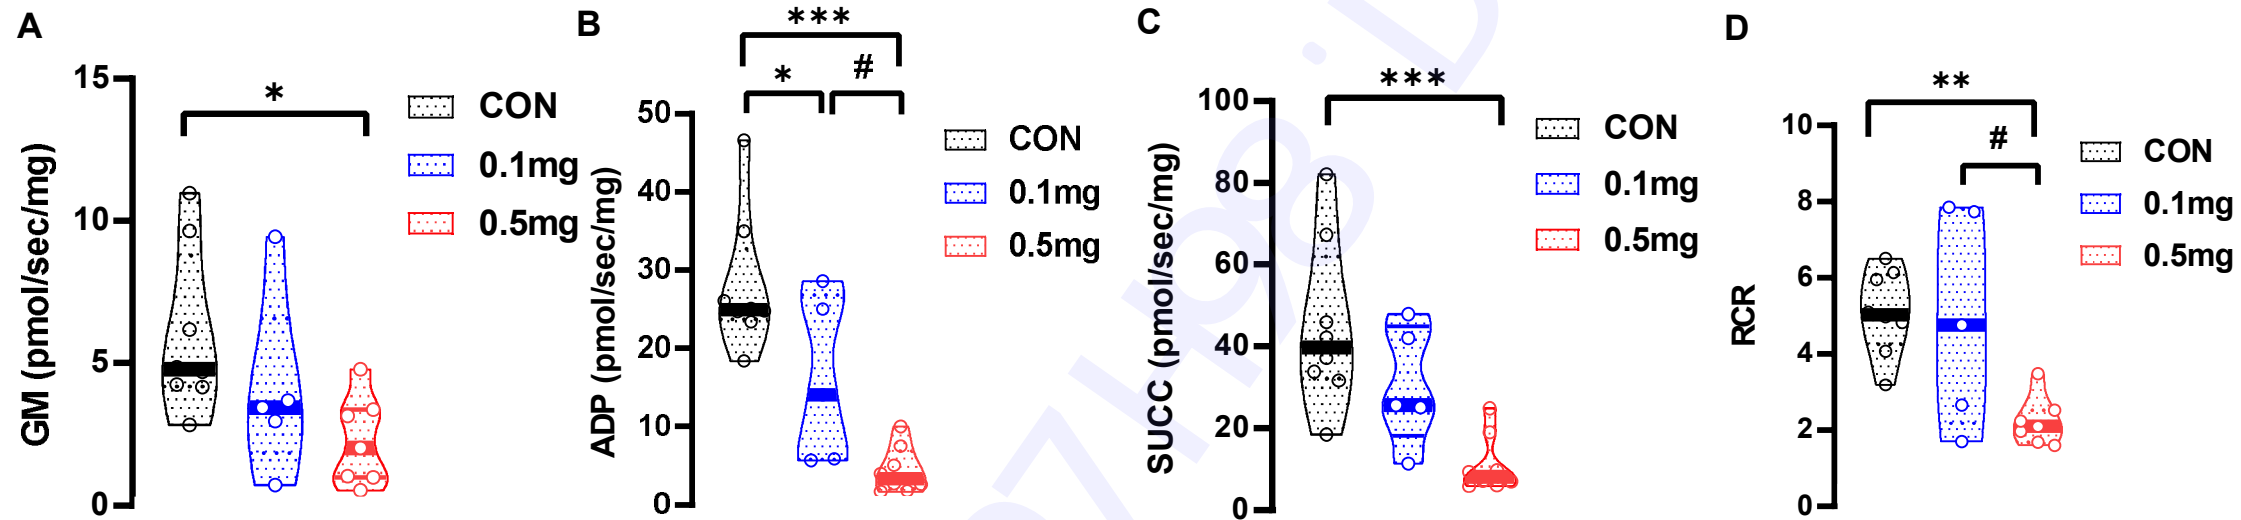 A
GM (pmol/sec/mg)
15
10
5
0
*
CON
0.1mg
0.5mg
B
ADP (pmol/sec/mg)
50
40
30
20
10
0
***
*
#
CON
0.1mg
0.5mg
C
SUCC (pmol/sec/mg)
100
80
60
40
20
0
***
CON
0.1mg
0.5mg
D
RCR
10
8
6
4
2
0
**
#
CON
0.1mg
0.5mg